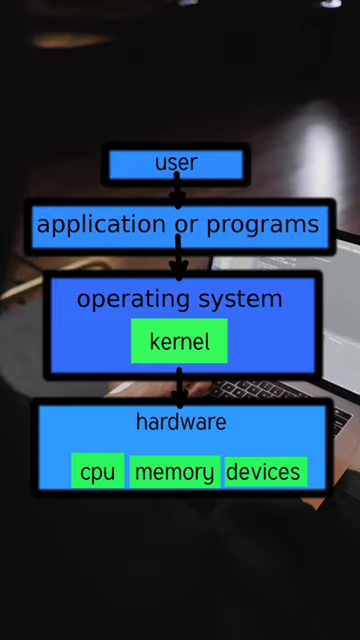 user
application or programs
operating system
kernel
hardware
cpu memory devices